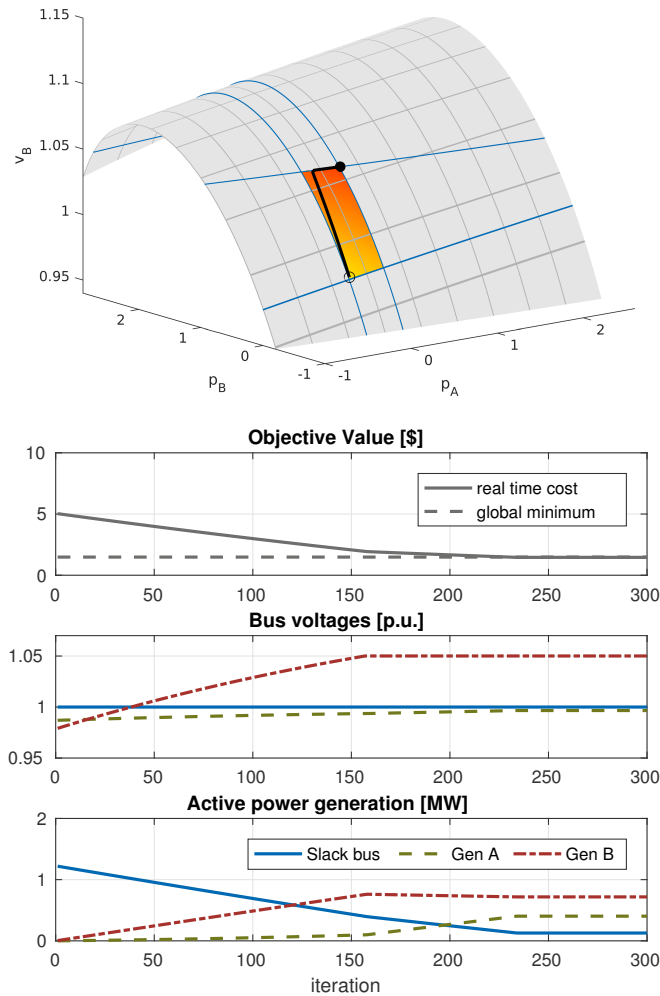 1.15
1.1
1.05
1
0.95
v_B
2
1
0
-1
p_B
-1
0
1
2
p_A
Objective Value [$]
10
5
0
real time cost
global minimum
0 50 100 150 200 250 300
Bus voltages [p.u.]
1.05
1
0.95
0 50 100 150 200 250 300
Active power generation [MW]
2
1
0
Slack bus Gen A Gen B
0 50 100 150 200 250 300
iteration